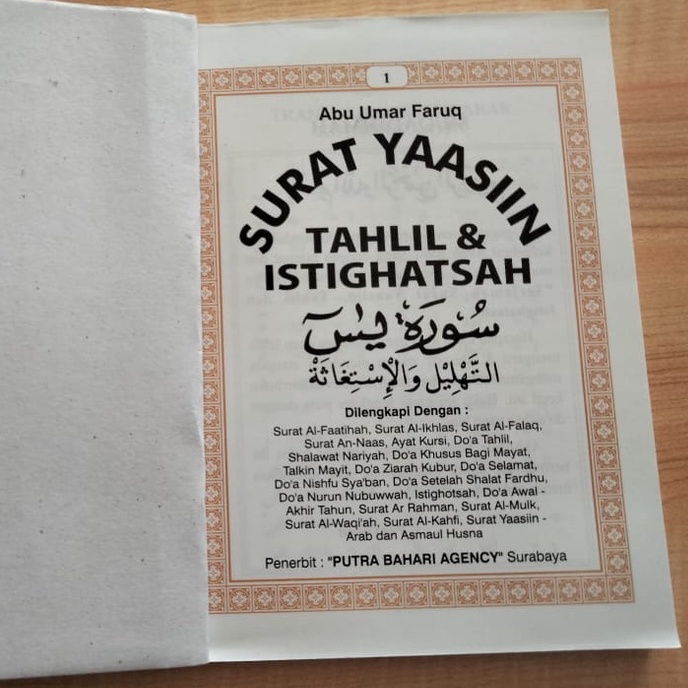 1
Abu Umar Faruq
SURAT YAASIIN
TAHLIL &
ISTIGHATSAH
سُوْرَة يٰسٓ
التَّهْلِيْل وَالْإِسْتِغَاثَةْ
Dilengkapi Dengan :
Surat Al-Faatihah, Surat Al-Ikhlas, Surat Al-Falaq,
Surat An-Naas, Ayat Kursi, Do'a Tahlil,
Shalawat Nariyah, Do'a Khusus Bagi Mayat,
Talkin Mayit, Do'a Ziarah Kubur, Do'a Selamat,
Do'a Nishfu Sya'ban, Do'a Setelah Shalat Fardhu,
Do'a Nurun Nubuwwah, Istighotsah, Do'a Awal -
Akhir Tahun, Surat Ar Rahman, Surat Al-Mulk,
Surat Al-Waqi'ah, Surat Al-Kahfi, Surat Yaasiin -
Arab dan Asmaul Husna
Penerbit : "PUTRA BAHARI AGENCY" Surabaya